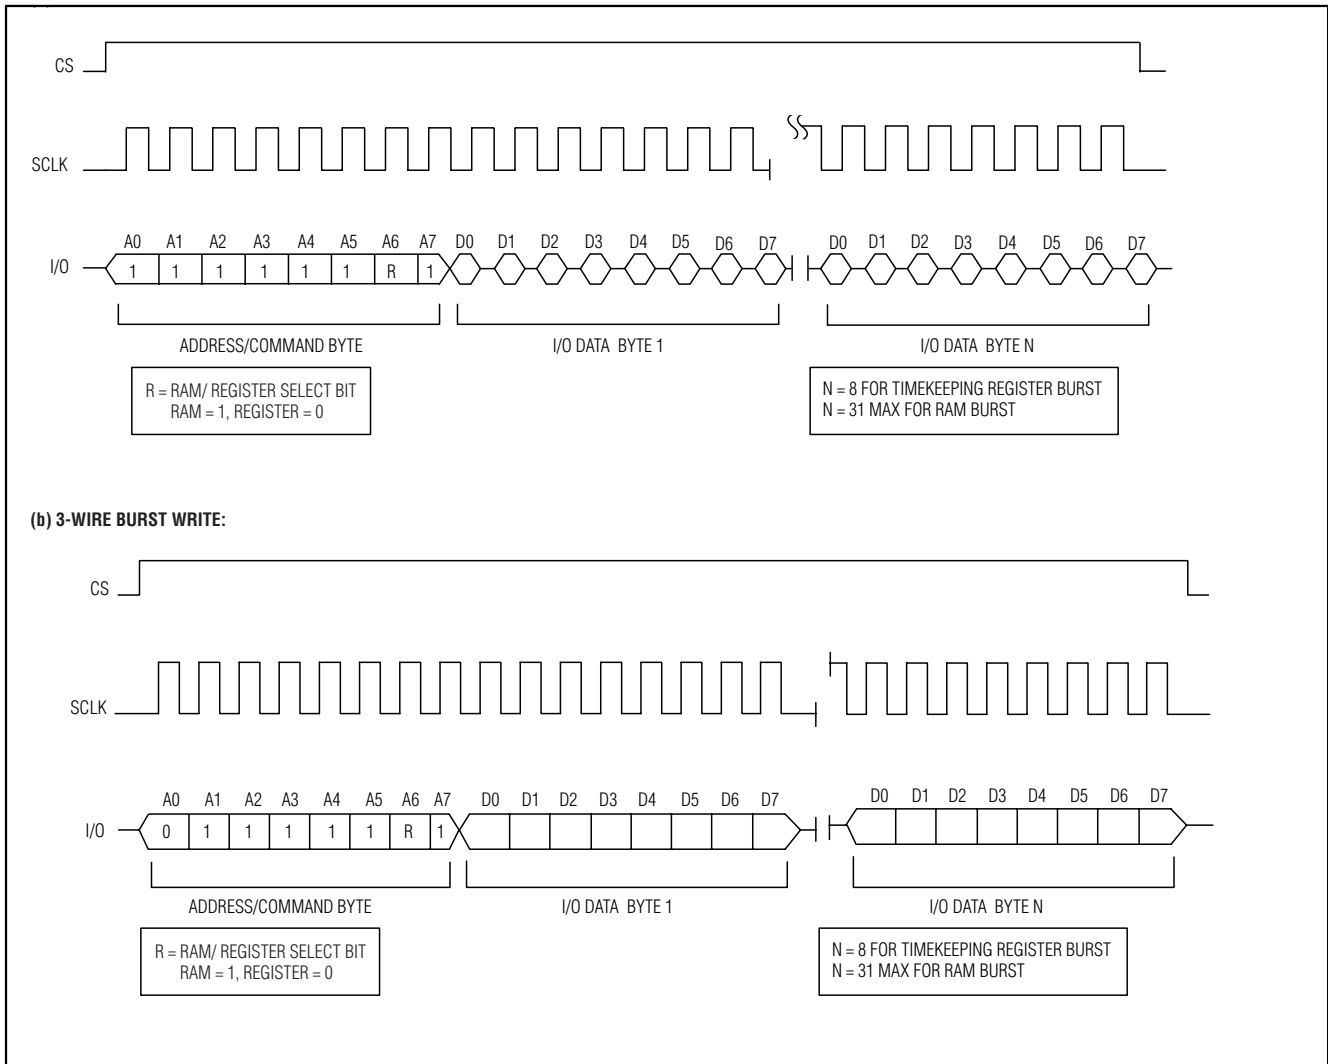 CS
SCLK
A0 A1 A2 A3 A4 A5 A6 A7 D0 D1 D2 D3 D4 D5 D6 D7 D0 D1 D2 D3 D4 D5 D6 D7
I/O 1 1 1 1 1 1 R 1
ADDRESS/COMMAND BYTE I/O DATA BYTE 1 I/O DATA BYTE N
R = RAM/ REGISTER SELECT BIT
RAM = 1, REGISTER = 0
N = 8 FOR TIMEKEEPING REGISTER BURST
N = 31 MAX FOR RAM BURST
(b) 3-WIRE BURST WRITE:
CS
SCLK
A0 A1 A2 A3 A4 A5 A6 A7 D0 D1 D2 D3 D4 D5 D6 D7 D0 D1 D2 D3 D4 D5 D6 D7
I/O 0 1 1 1 1 1 R 1
ADDRESS/COMMAND BYTE I/O DATA BYTE 1 I/O DATA BYTE N
R = RAM/ REGISTER SELECT BIT
RAM = 1, REGISTER = 0
N = 8 FOR TIMEKEEPING REGISTER BURST
N = 31 MAX FOR RAM BURST